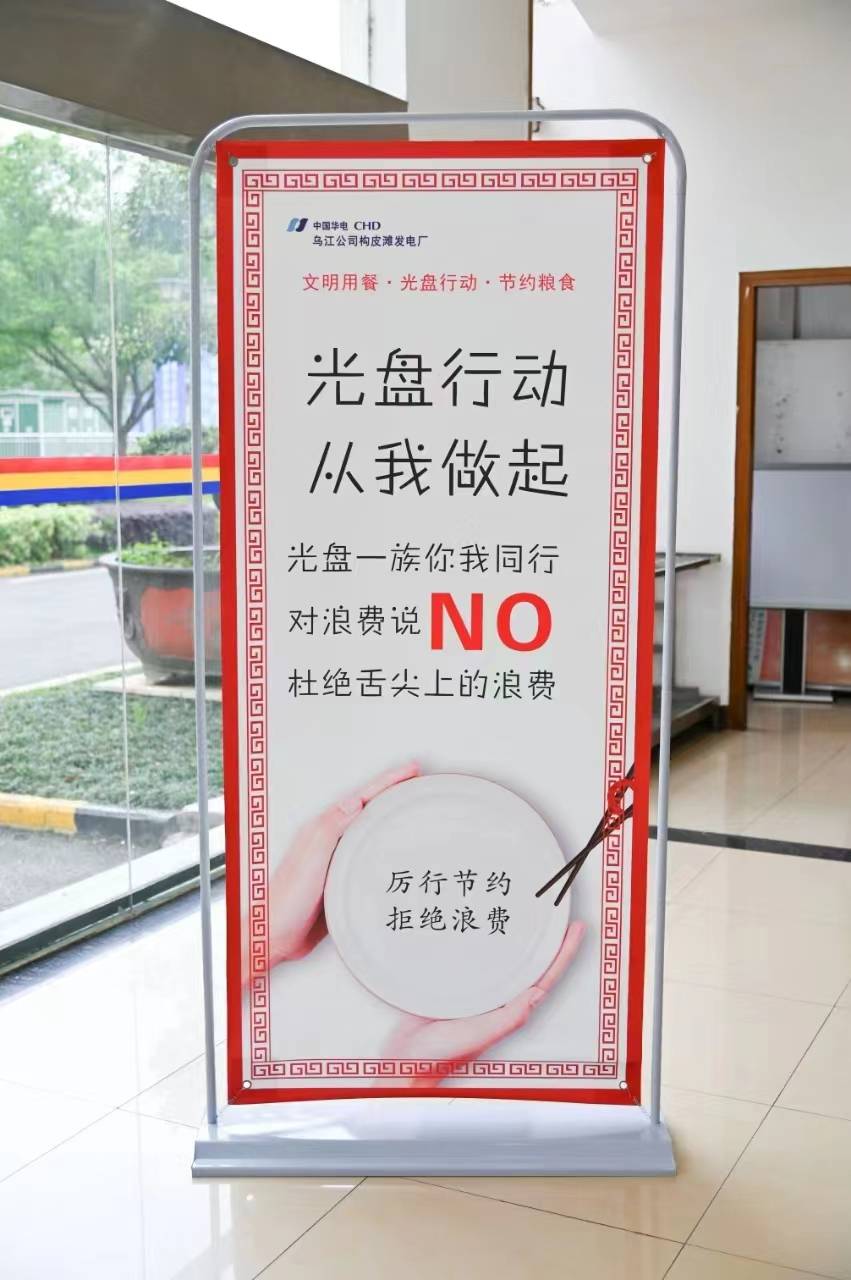 中国华电 CHD
乌江公司构皮滩发电厂
文明用餐·光盘行动·节约粮食
光盘行动
从我做起
光盘一族你我同行
对浪费说NO
杜绝舌尖上的浪费
厉行节约
拒绝浪费